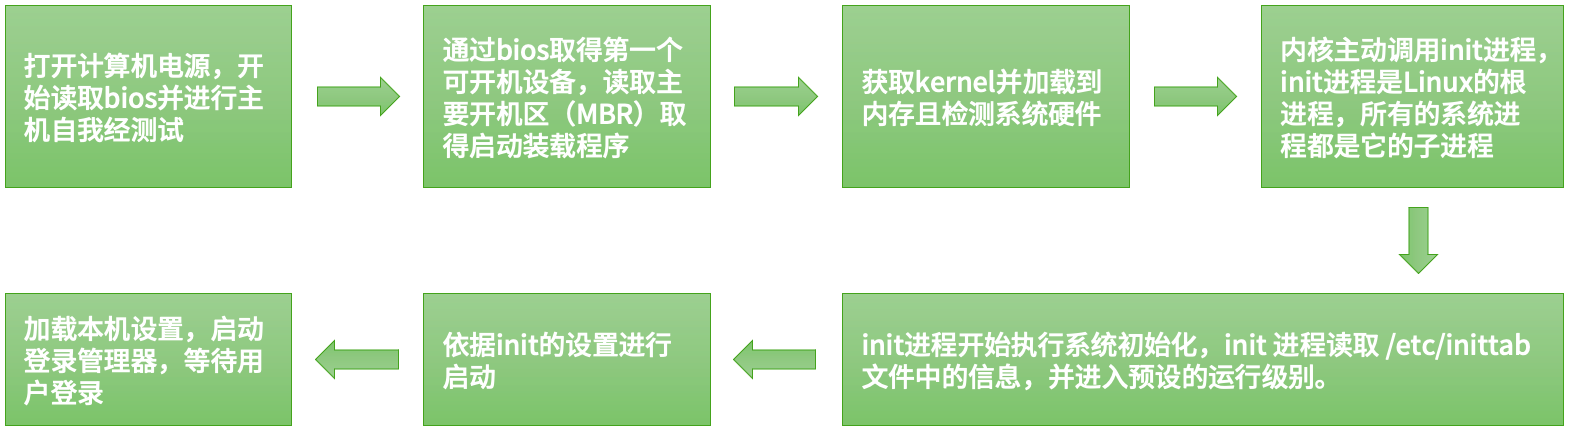 打开计算机电源，开
始读取bios并进行主
机自我经测试
通过bios取得第一个
可开机设备，读取主
要开机区（MBR）取
得启动装载程序
获取kernel并加载到
内存且检测系统硬件
内核主动调用init进程，
init进程是Linux的根
进程，所有的系统进
程都是它的子进程
init进程开始执行系统初始化，init 进程读取 /etc/inittab
文件中的信息，并进入预设的运行级别。
依据init的设置进行
启动
加载本机设置，启动
登录管理器，等待用
户登录